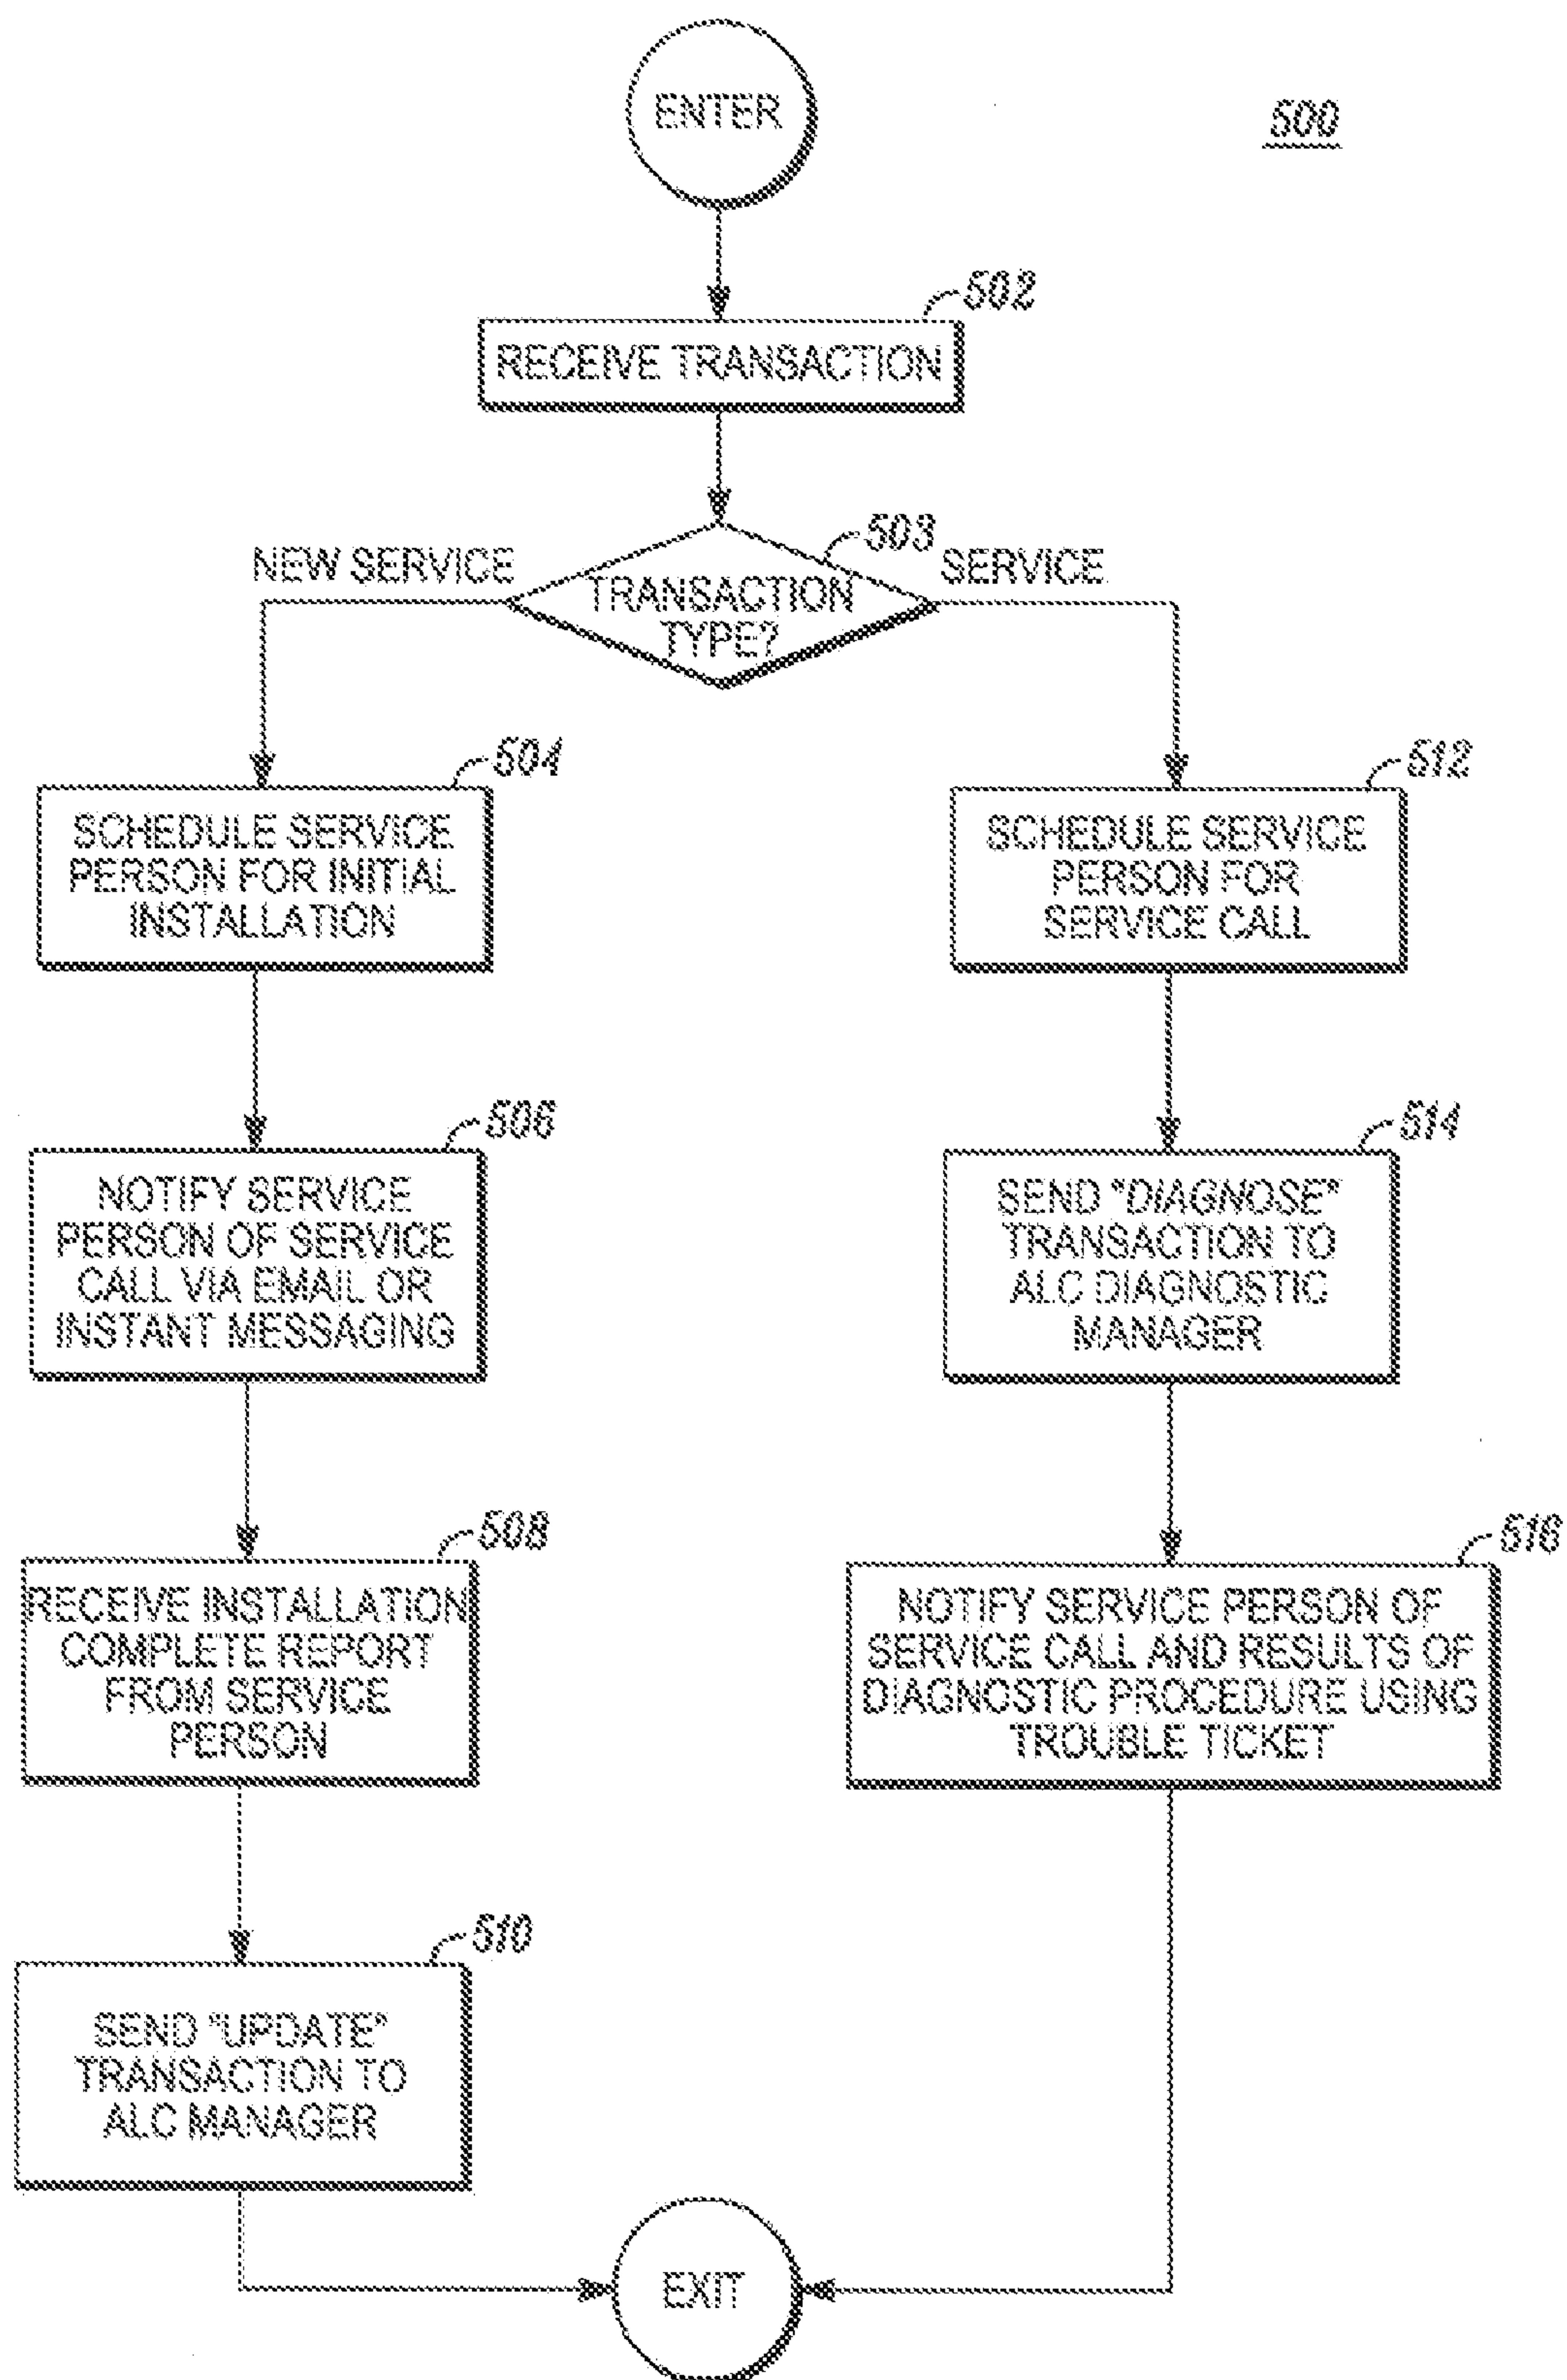 ENTER
500
502
RECEIVE TRANSACTION
503
NEW SERVICE
SERVICE
TRANSACTION
TYPE?
504
SCHEDULE SERVICE
PERSON FOR INITIAL
INSTALLATION
512
SCHEDULE SERVICE
PERSON FOR
SERVICE CALL
506
NOTIFY SERVICE
PERSON OF SERVICE
CALL VIA EMAIL OR
INSTANT MESSAGING
514
SEND "DIAGNOSE"
TRANSACTION TO
ALC DIAGNOSTIC
MANAGER
508
RECEIVE INSTALLATION
COMPLETE REPORT
FROM SERVICE
PERSON
516
NOTIFY SERVICE PERSON OF
SERVICE CALL AND RESULTS OF
DIAGNOSTIC PROCEDURE USING
TROUBLE TICKET
510
SEND "UPDATE"
TRANSACTION TO
ALC MANAGER
EXIT